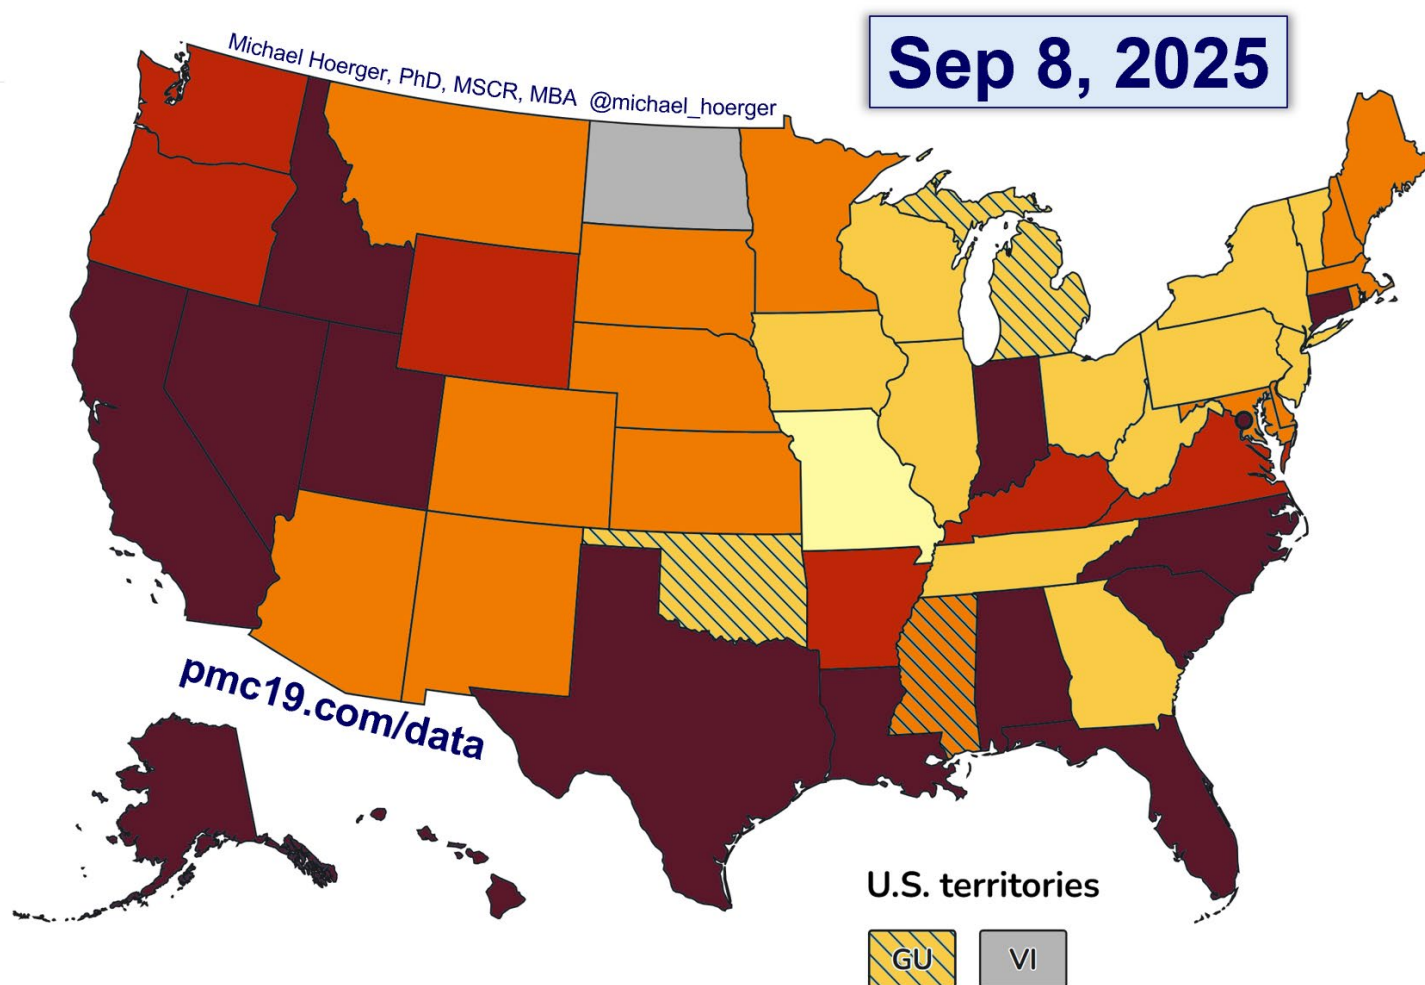 Michael Hoerger, PhD, MSCR, MBA @michael_hoerger
Sep 8, 2025
pmc19.com/data
U.S. territories
GU
VI